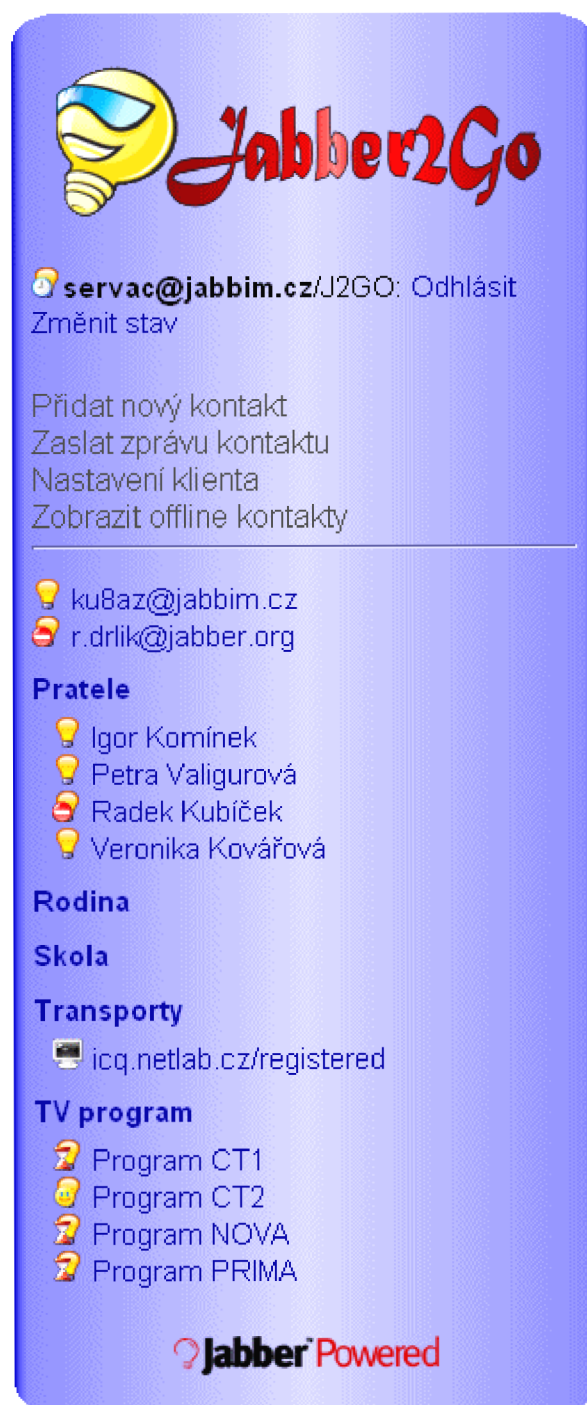 Jabber2Go
servac@jabbim.cz/J2GO: Odhlásit
Změnit stav
Přidat nový kontakt
Zaslat zprávu kontaktu
Nastavení klienta
Zobrazit offline kontakty
ku8az@jabbim.cz
r.drlik@jabber.org
Pratele
Igor Komínek
Petra Valigurová
Radek Kubíček
Veronika Kovářová
Rodina
Skola
Transporty
icq.netlab.cz/registered
TV program
Program CT1
Program CT2
Program NOVA
Program PRIMA
Jabber™ Powered